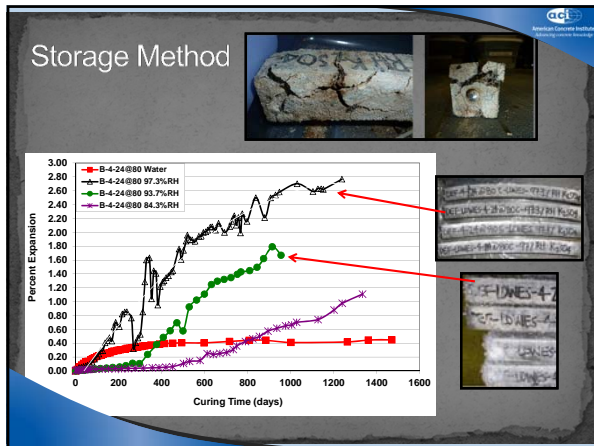 aci
American Concrete Institute
Advancing concrete knowledge
Storage Method
B-4-24@80 Water
B-4-24@80 97.3%RH
B-4-24@80 93.7%RH
B-4-24@80 84.3%RH
3.00
2.80
2.60
2.40
2.20
2.00
1.80
1.60
1.40
1.20
1.00
0.80
0.60
0.40
0.20
0.00
Percent Expansion
0
200
400
600
800
1000
1200
1400
1600
Curing Time (days)